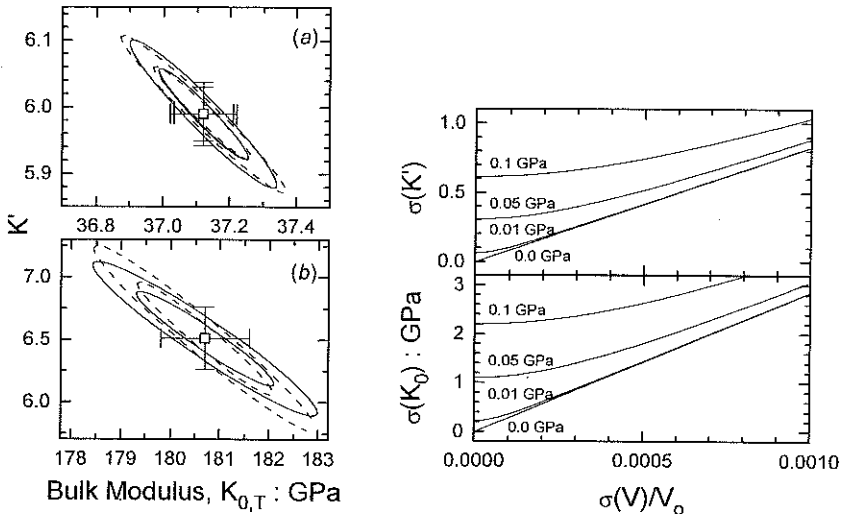 6.1
6.0
5.9
(a)
36.8
37.0
37.2
37.4
K'
7.0
6.5
6.0
(b)
178
179
180
181
182
183
Bulk Modulus, K0,T : GPa
σ(K')
1.0
0.5
0.0
0.1 GPa
0.05 GPa
0.01 GPa
0.0 GPa
σ(K0) : GPa
3
2
1
0
0.1 GPa
0.05 GPa
0.01 GPa
0.0 GPa
0.0000
0.0005
0.0010
σ(V)/Vo